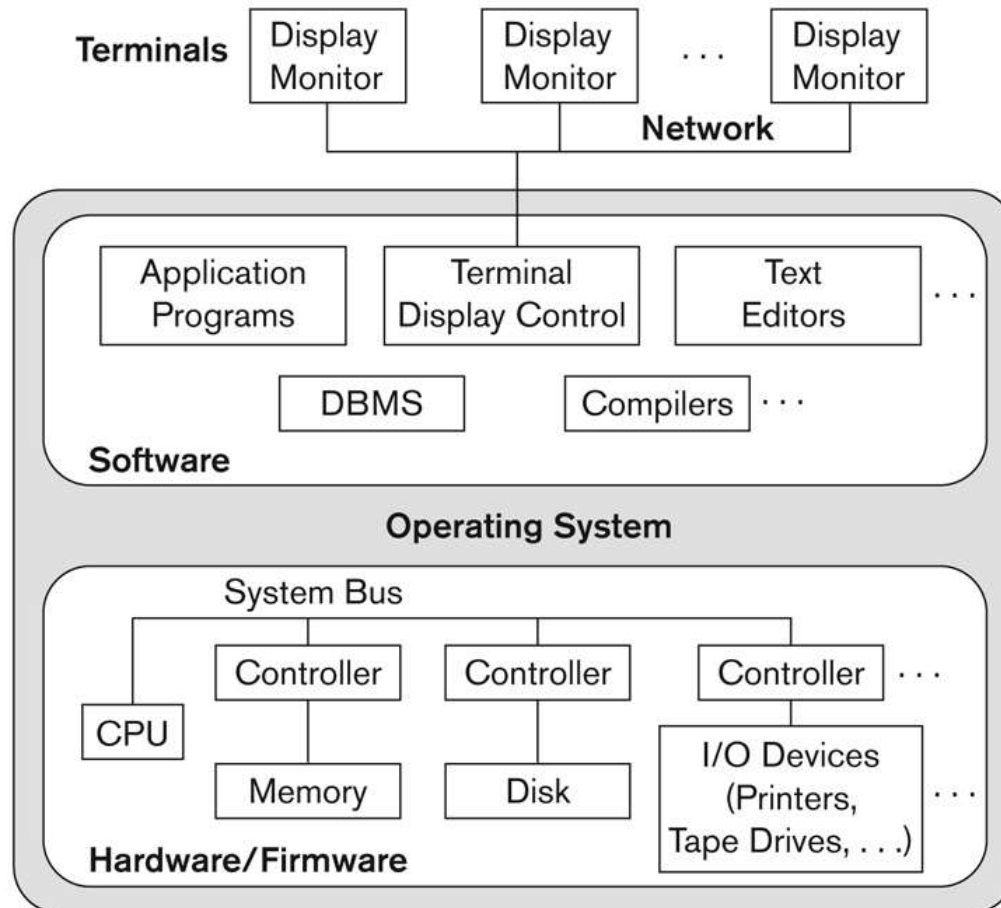 Terminals
Display
Monitor
Display
Monitor
. . .
Display
Monitor
Network
Application
Programs
Terminal
Display Control
Text
Editors
. . .
DBMS
Compilers
. . .
Software
Operating System
System Bus
Controller
Controller
Controller
. . .
CPU
Memory
Disk
I/O Devices
(Printers,
Tape Drives, . . .)
. . .
Hardware/Firmware